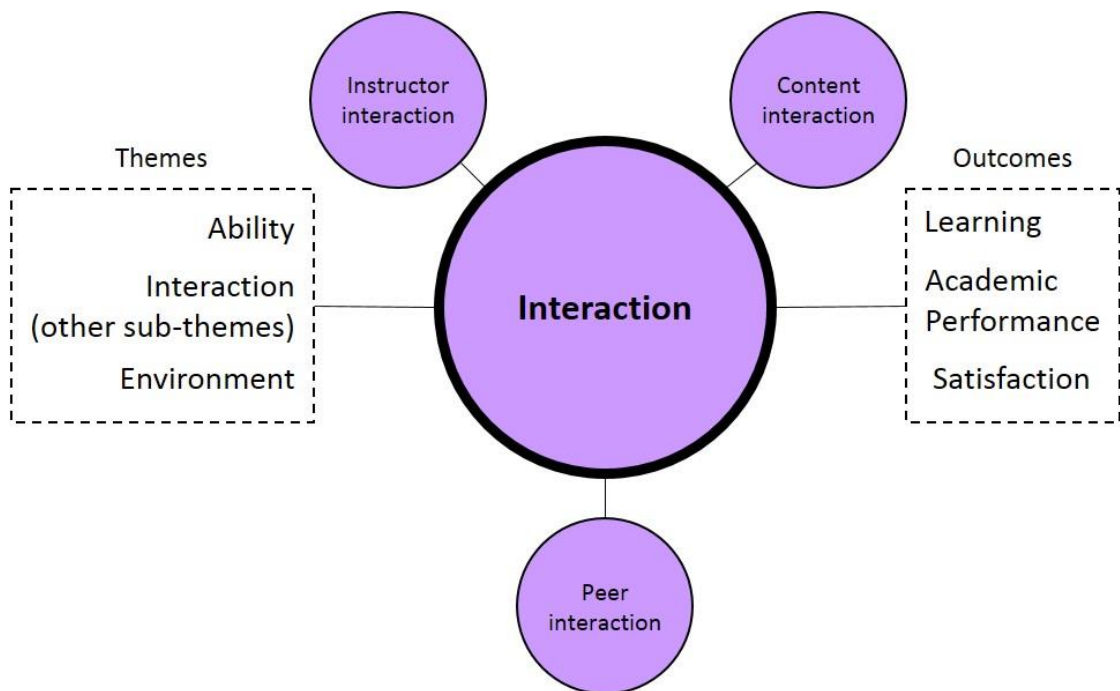 Instructor
interaction
Content
interaction
Themes
Outcomes
Ability
Interaction
(other sub-themes)
Environment
Interaction
Learning
Academic
Performance
Satisfaction
Peer
interaction